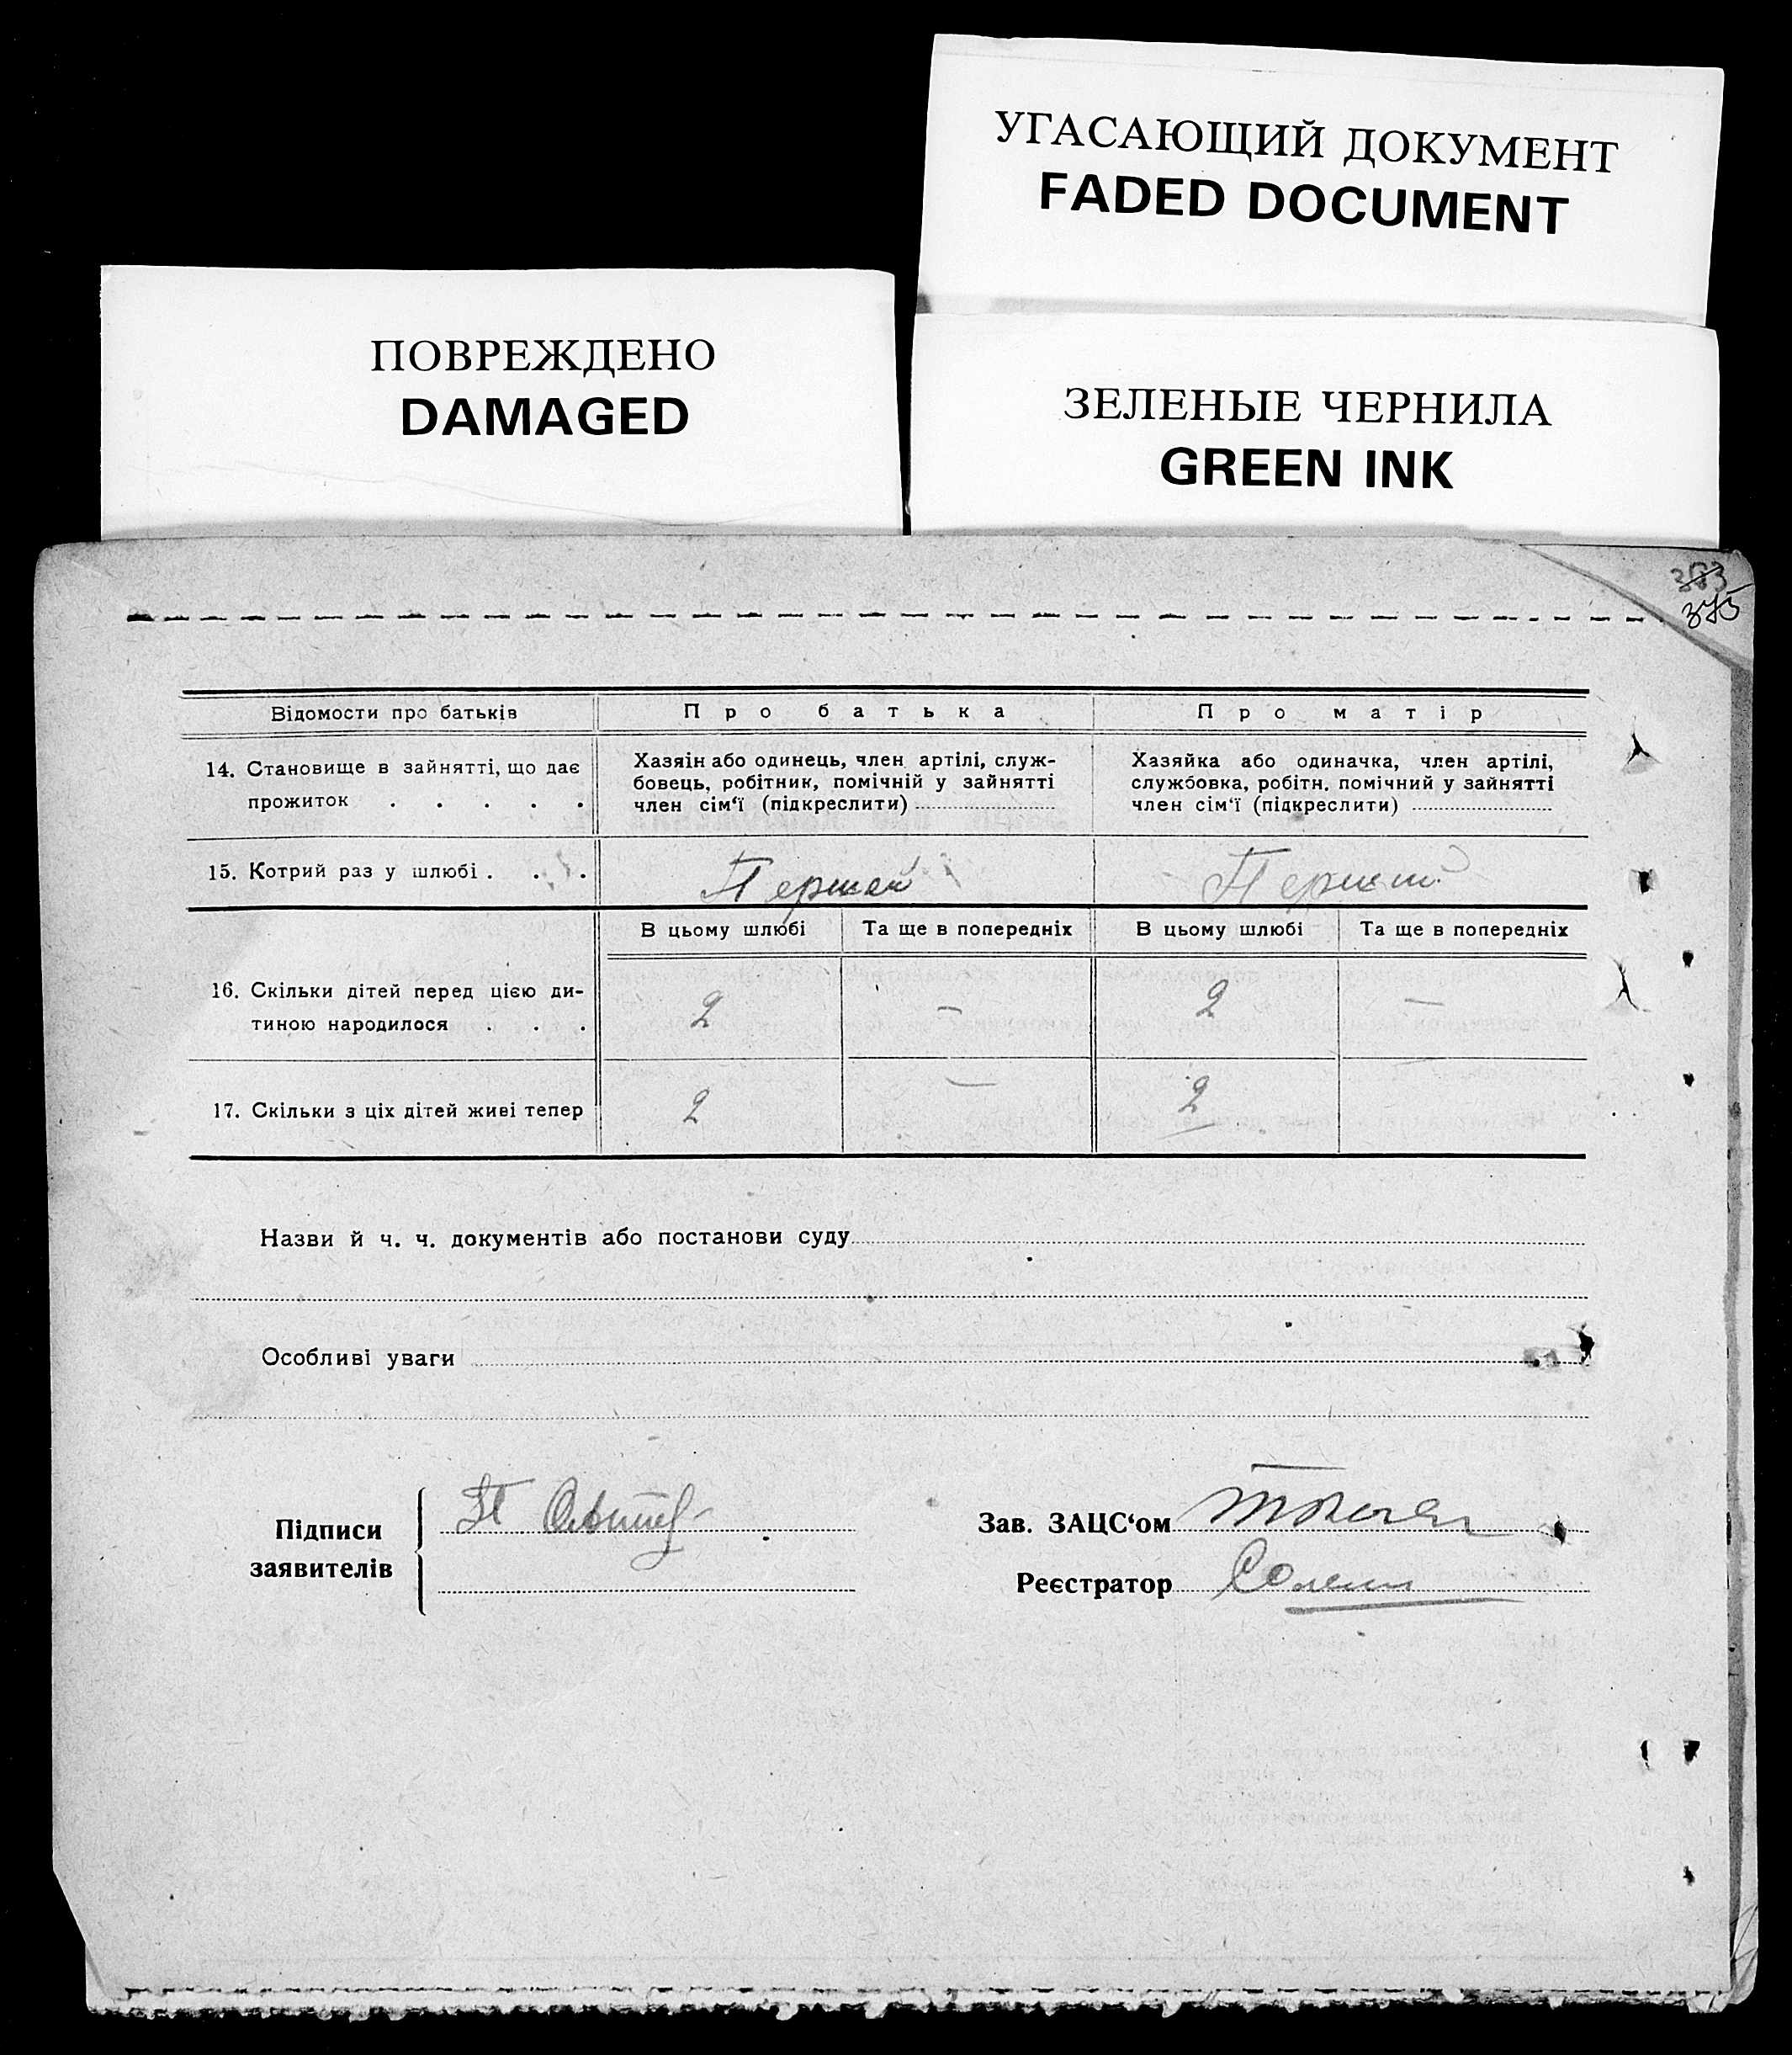 УГАСАЮЩИЙ ДОКУМЕНТ
FADED DOCUMENT
ПОВРЕЖДЕНО
DAMAGED
ЗЕЛЕНЫЕ ЧЕРНИЛА
GREEN INK
375
Відомости про батьків
Про батька
Про матір
14. Становище в зайнятті, що дає
прожиток . . . . .
Хазяін або одинець, член артілі, служ-
бовець, робітник, помічній у зайнятті
член сім'ї (підкреслити)
Хазяйка або одиначка, член артілі,
службовка, робітн. помічний у зайнятті
член сім'ї (підкреслити)
15. Котрий раз у шлюбі . . .
Першей
Перший
В цьому шлюбі
Та ще в попередніх
В цьому шлюбі
Та ще в попередніх
16. Скільки дітей перед цією ди-
тиною народилося . . .
2
—
2
—
17. Скільки з ціх дітей живі тепер
2
—
2
Назви й ч. ч. документів або постанови суду
Особливі уваги
Підписи
заявителів
Зав. ЗАЦС'ом
Реєстратор